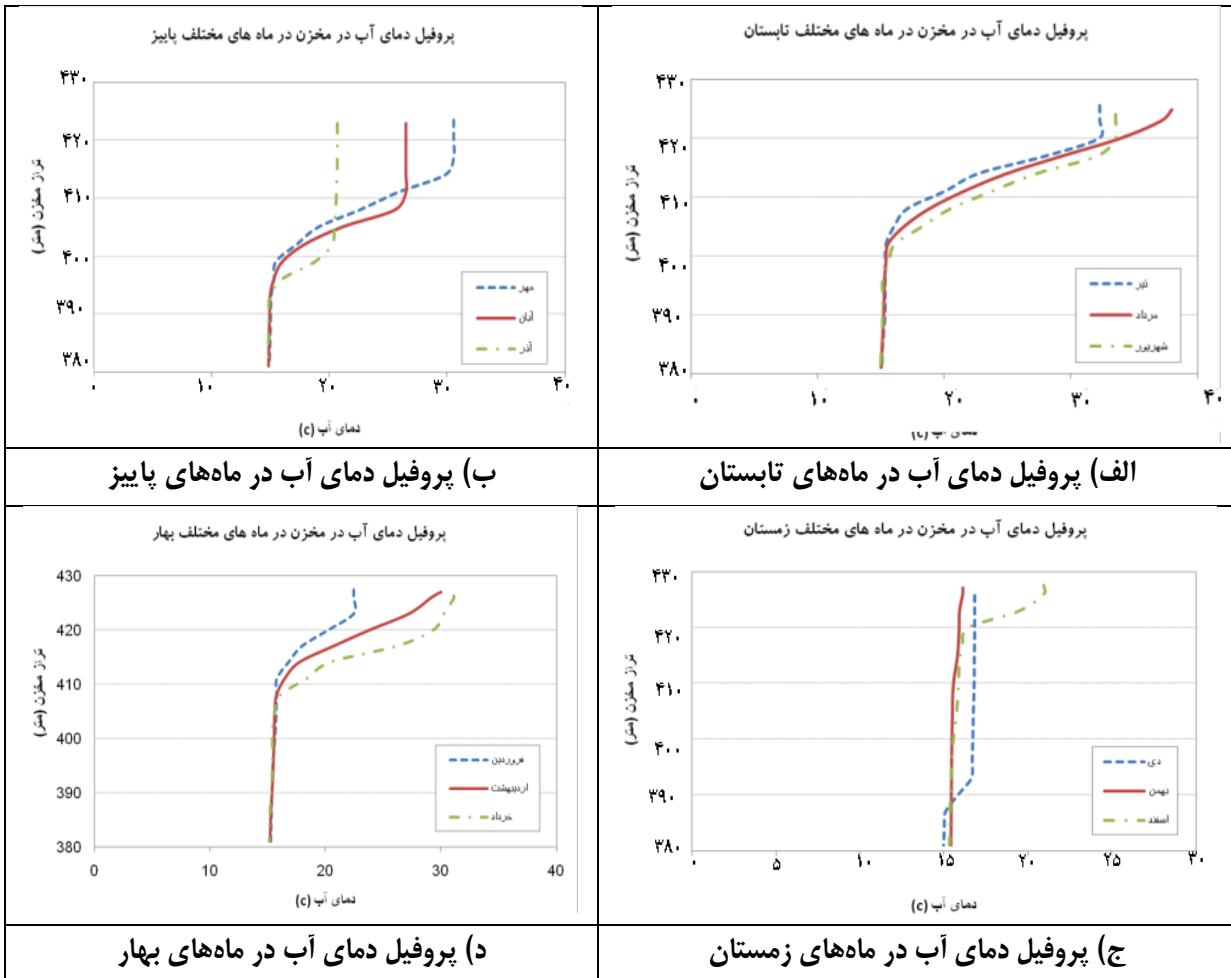 پروفیل دمای آب در مخزن در ماه های مختلف تابستان
تراز مخزن (متر)
۴۳۰
۴۲۰
۴۱۰
۴۰۰
۳۹۰
۳۸۰
۰ ۱۰ ۲۰ ۳۰ ۴۰
تیر
مرداد
شهریور
دمای آب (c)
الف) پروفیل دمای آب در ماه‌های تابستان
پروفیل دمای آب در مخزن در ماه های مختلف پاییز
تراز مخزن (متر)
۴۳۰
۴۲۰
۴۱۰
۴۰۰
۳۹۰
۳۸۰
۰ ۱۰ ۲۰ ۳۰ ۴۰
مهر
آبان
آذر
دمای آب (c)
ب) پروفیل دمای آب در ماه‌های پاییز
پروفیل دمای آب در مخزن در ماه های مختلف زمستان
تراز مخزن (متر)
۴۳۰
۴۲۰
۴۱۰
۴۰۰
۳۹۰
۳۸۰
۰ ۵ ۱۰ ۱۵ ۲۰ ۲۵ ۳۰
دی
بهمن
اسفند
دمای آب (c)
ج) پروفیل دمای آب در ماه‌های زمستان
پروفیل دمای آب در مخزن در ماه های مختلف بهار
تراز مخزن (متر)
430
420
410
400
390
380
0 10 20 30 40
فروردین
اردیبهشت
خرداد
دمای آب (c)
د) پروفیل دمای آب در ماه‌های بهار